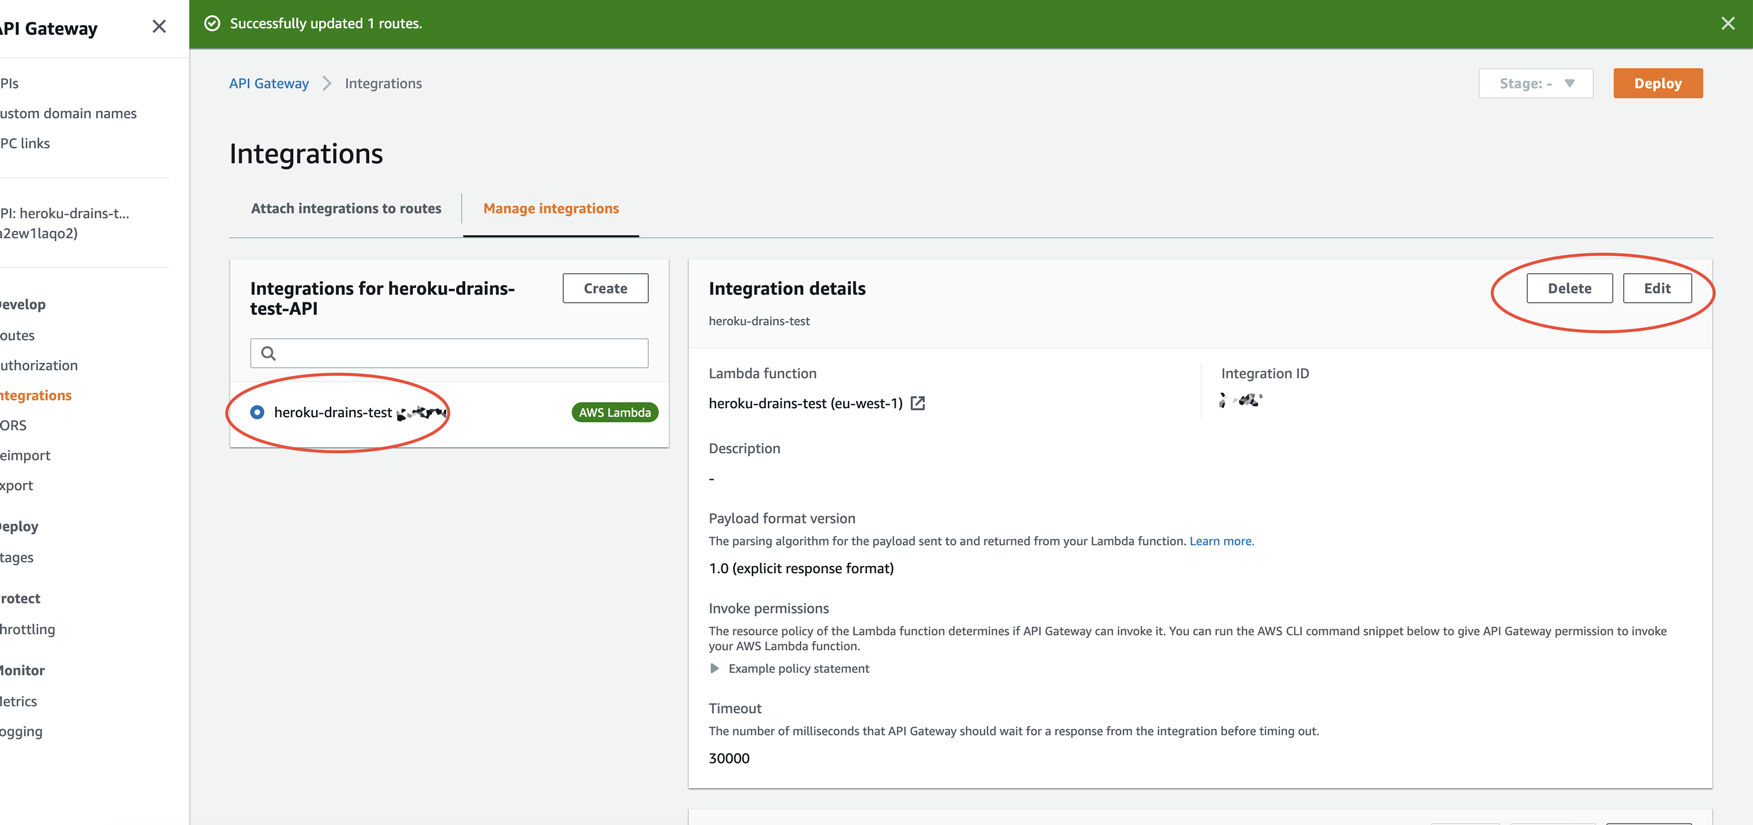 PI Gateway
Successfully updated 1 routes.
PIs
ustom domain names
PC links
PI: heroku-drains-t...
a2ew1laqo2)
evelop
outes
uthorization
ntegrations
ORS
eimport
xport
eploy
tages
rotect
hrottling
onitor
etrics
ogging
API Gateway
Integrations
Stage: -
Deploy
Integrations
Attach integrations to routes
Manage integrations
Integrations for heroku-drains-
test-API
Create
heroku-drains-test
AWS Lambda
Integration details
Delete
Edit
heroku-drains-test
Lambda function
heroku-drains-test (eu-west-1)
Integration ID
Description
-
Payload format version
The parsing algorithm for the payload sent to and returned from your Lambda function. Learn more.
1.0 (explicit response format)
Invoke permissions
The resource policy of the Lambda function determines if API Gateway can invoke it. You can run the AWS CLI command snippet below to give API Gateway permission to invoke
your AWS Lambda function.
Example policy statement
Timeout
The number of milliseconds that API Gateway should wait for a response from the integration before timing out.
30000